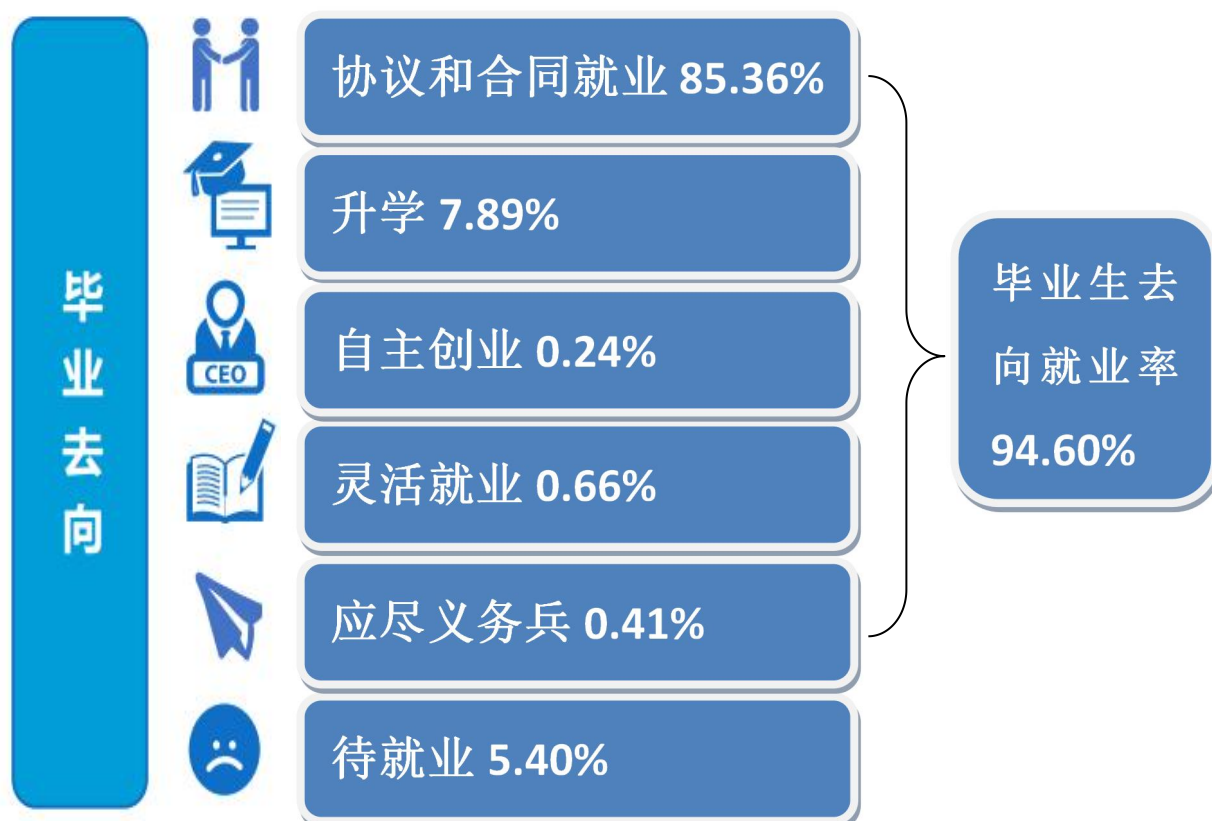 毕业去向
协议和合同就业 85.36%
升学 7.89%
CEO
自主创业 0.24%
灵活就业 0.66%
应尽义务兵 0.41%
待就业 5.40%
毕业生去
向就业率
94.60%